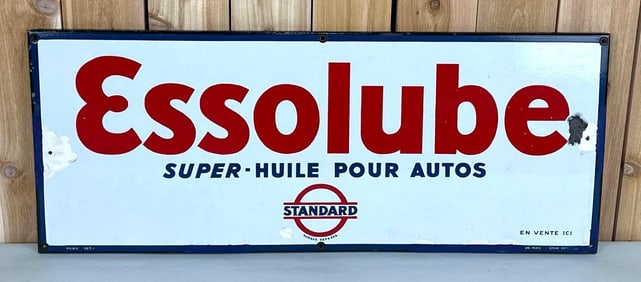 Essolube
SUPER-HUILE POUR AUTOS
STANDARD
EN VENTE ICI